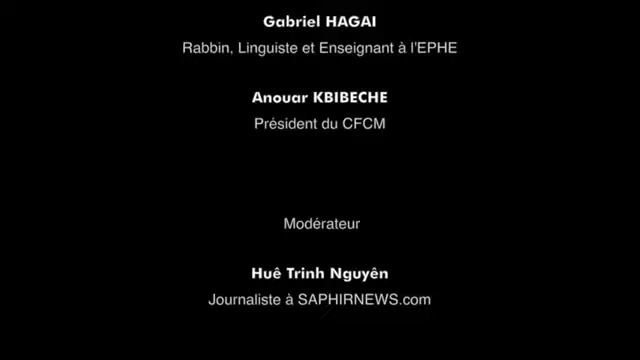 Gabriel HAGAI
Rabbin, Linguiste et Enseignant à l'EPHE
Anouar KBIBECHE
Président du CFCM
Modérateur
Huê Trinh Nguyên
Journaliste à SAPHIRNEWS.com